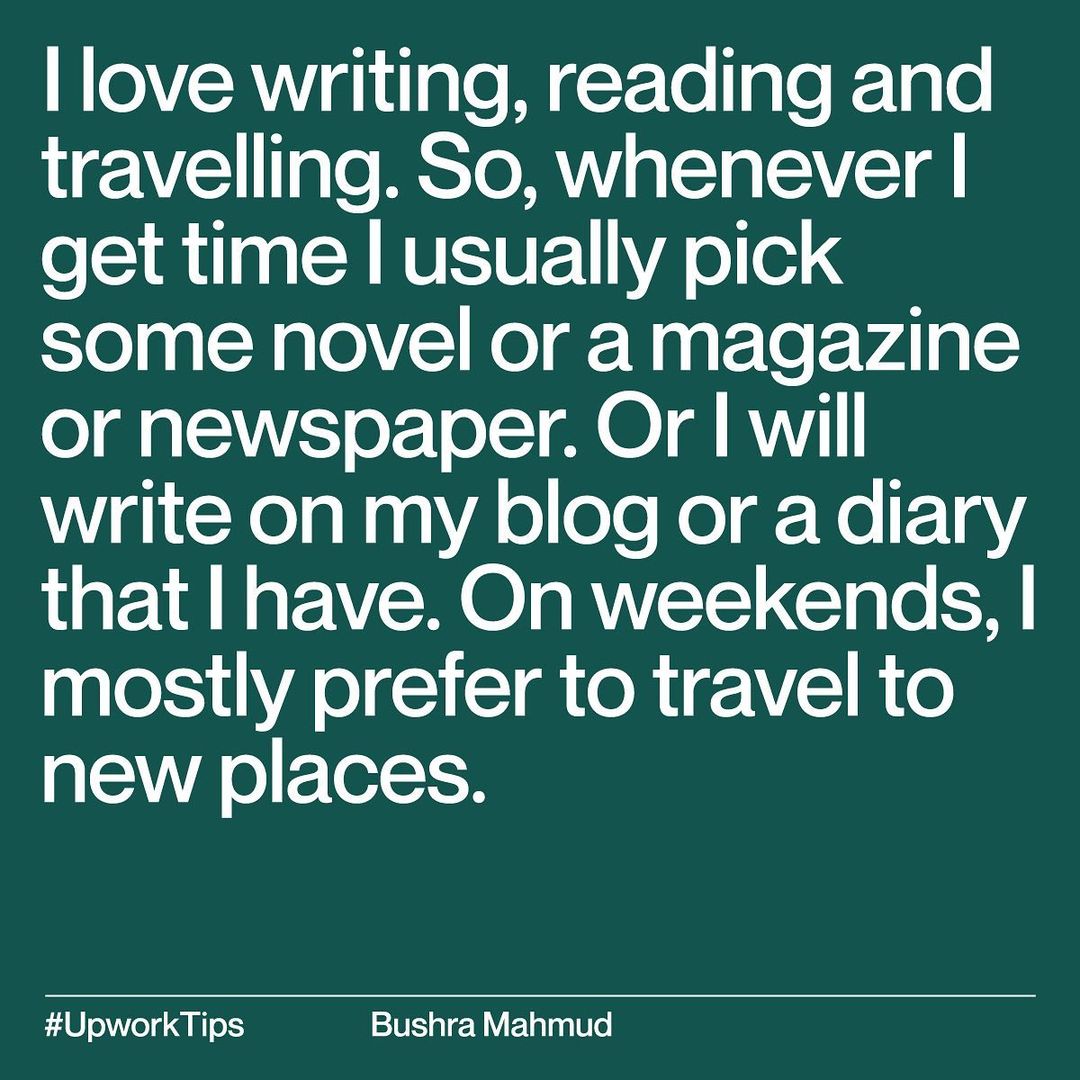 I love writing, reading and
travelling. So, whenever I
get time I usually pick
some novel or a magazine
or newspaper. Or I will
write on my blog or a diary
that I have. On weekends, I
mostly prefer to travel to
new places.
#UpworkTips
Bushra Mahmud